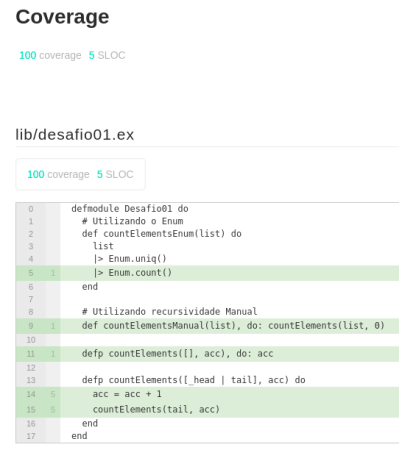 Coverage
100 coverage 5 SLOC
lib/desafio01.ex
100 coverage 5 SLOC
0 defmodule Desafio01 do
1 # Utilizando o Enum
2 def countElementsEnum(list) do
3 list
4 |> Enum.uniq()
5 1 |> Enum.count()
6 end
7
8 # Utilizando recursividade Manual
9 1 def countElementsManual(list), do: countElements(list, 0)
10
11 1 defp countElements([], acc), do: acc
12
13 defp countElements([_head | tail], acc) do
14 5 acc = acc + 1
15 5 countElements(tail, acc)
16 end
17 end